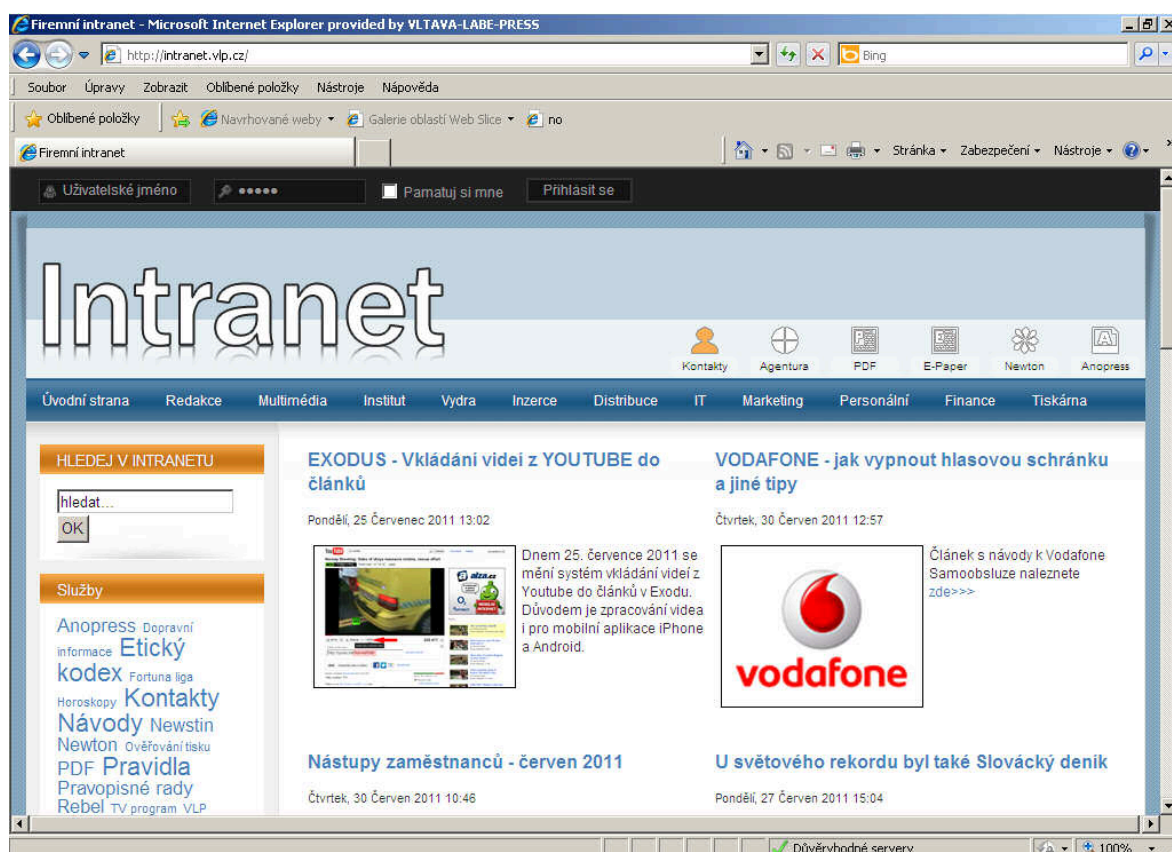 Firemní intranet - Microsoft Internet Explorer provided by VLTAVA-LABE-PRESS
http://intranet.vlp.cz/
Bing
Soubor Úpravy Zobrazit Oblíbené položky Nástroje Nápověda
Oblíbené položky Navrhované weby Galerie oblastí Web Slice no
Firemní intranet
Stránka Zabezpečení Nástroje
Uživatelské jméno Pamatuj si mne Přihlásit se
Intranet
Kontakty Agentura PDF E-Paper Newton Anopress
Úvodní strana Redakce Multimédia Institut Vydra Inzerce Distribuce IT Marketing Personální Finance Tiskárna
HLEDEJ V INTRANETU
hledat...
OK
Služby
Anopress Dopravní
informace Etický
kodex Fortuna liga
Horoskopy Kontakty
Návody Newstin
Newton Ověřování tisku
PDF Pravidla
Pravopisné rady
Rebel TV program VLP
EXODUS - Vkládáni videi z YOUTUBE do
článků
Pondělí, 25 Červenec 2011 13:02
Dnem 25. července 2011 se
mění systém vkládání videí z
Youtube do článků v Exodu.
Důvodem je zpracování videa
i pro mobilní aplikace iPhone
a Android.
VODAFONE - jak vypnout hlasovou schránku
a jiné tipy
Čtvrtek, 30 Červen 2011 12:57
vodafone
Článek s návody k Vodafone
Samoobsluze naleznete
zde>>>
Nástupy zaměstnanců - červen 2011
Čtvrtek, 30 Červen 2011 10:46
U světového rekordu byl také Slovácký deník
Pondělí, 27 Červen 2011 15:04
Důvěryhodné servery
100%